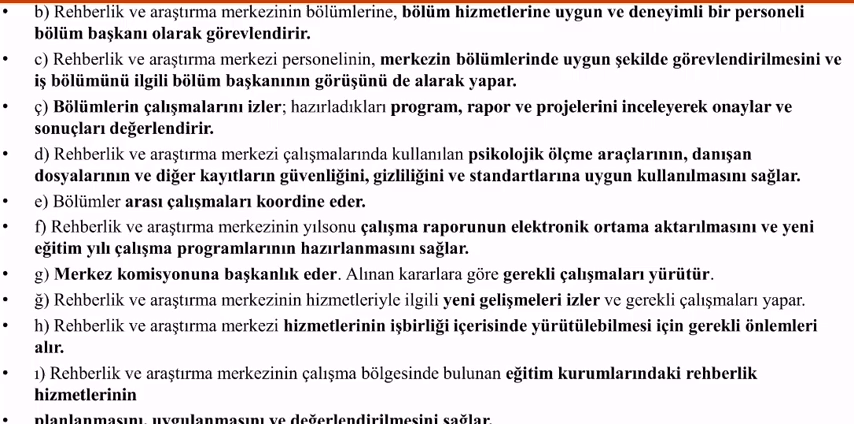 • b) Rehberlik ve araştırma merkezinin bölümlerine, bölüm hizmetlerine uygun ve deneyimli bir personeli
bölüm başkanı olarak görevlendirir.
• c) Rehberlik ve araştırma merkezi personelinin, merkezin bölümlerinde uygun şekilde görevlendirilmesini ve
iş bölümünü ilgili bölüm başkanının görüşünü de alarak yapar.
• ç) Bölümlerin çalışmalarını izler; hazırladıkları program, rapor ve projelerini inceleyerek onaylar ve
sonuçları değerlendirir.
• d) Rehberlik ve araştırma merkezi çalışmalarında kullanılan psikolojik ölçme araçlarının, danışan
dosyalarının ve diğer kayıtların güvenliğini, gizliliğini ve standartlarına uygun kullanılmasını sağlar.
• e) Bölümler arası çalışmaları koordine eder.
• f) Rehberlik ve araştırma merkezinin yılsonu çalışma raporunun elektronik ortama aktarılmasını ve yeni
eğitim yılı çalışma programlarının hazırlanmasını sağlar.
• g) Merkez komisyonuna başkanlık eder. Alınan kararlara göre gerekli çalışmaları yürütür.
• ğ) Rehberlik ve araştırma merkezinin hizmetleriyle ilgili yeni gelişmeleri izler ve gerekli çalışmaları yapar.
• h) Rehberlik ve araştırma merkezi hizmetlerinin işbirliği içerisinde yürütülebilmesi için gerekli önlemleri
alır.
• ı) Rehberlik ve araştırma merkezinin çalışma bölgesinde bulunan eğitim kurumlarındaki rehberlik
hizmetlerinin
• planlanmasını, uygulanmasını ve değerlendirilmesini sağlar.